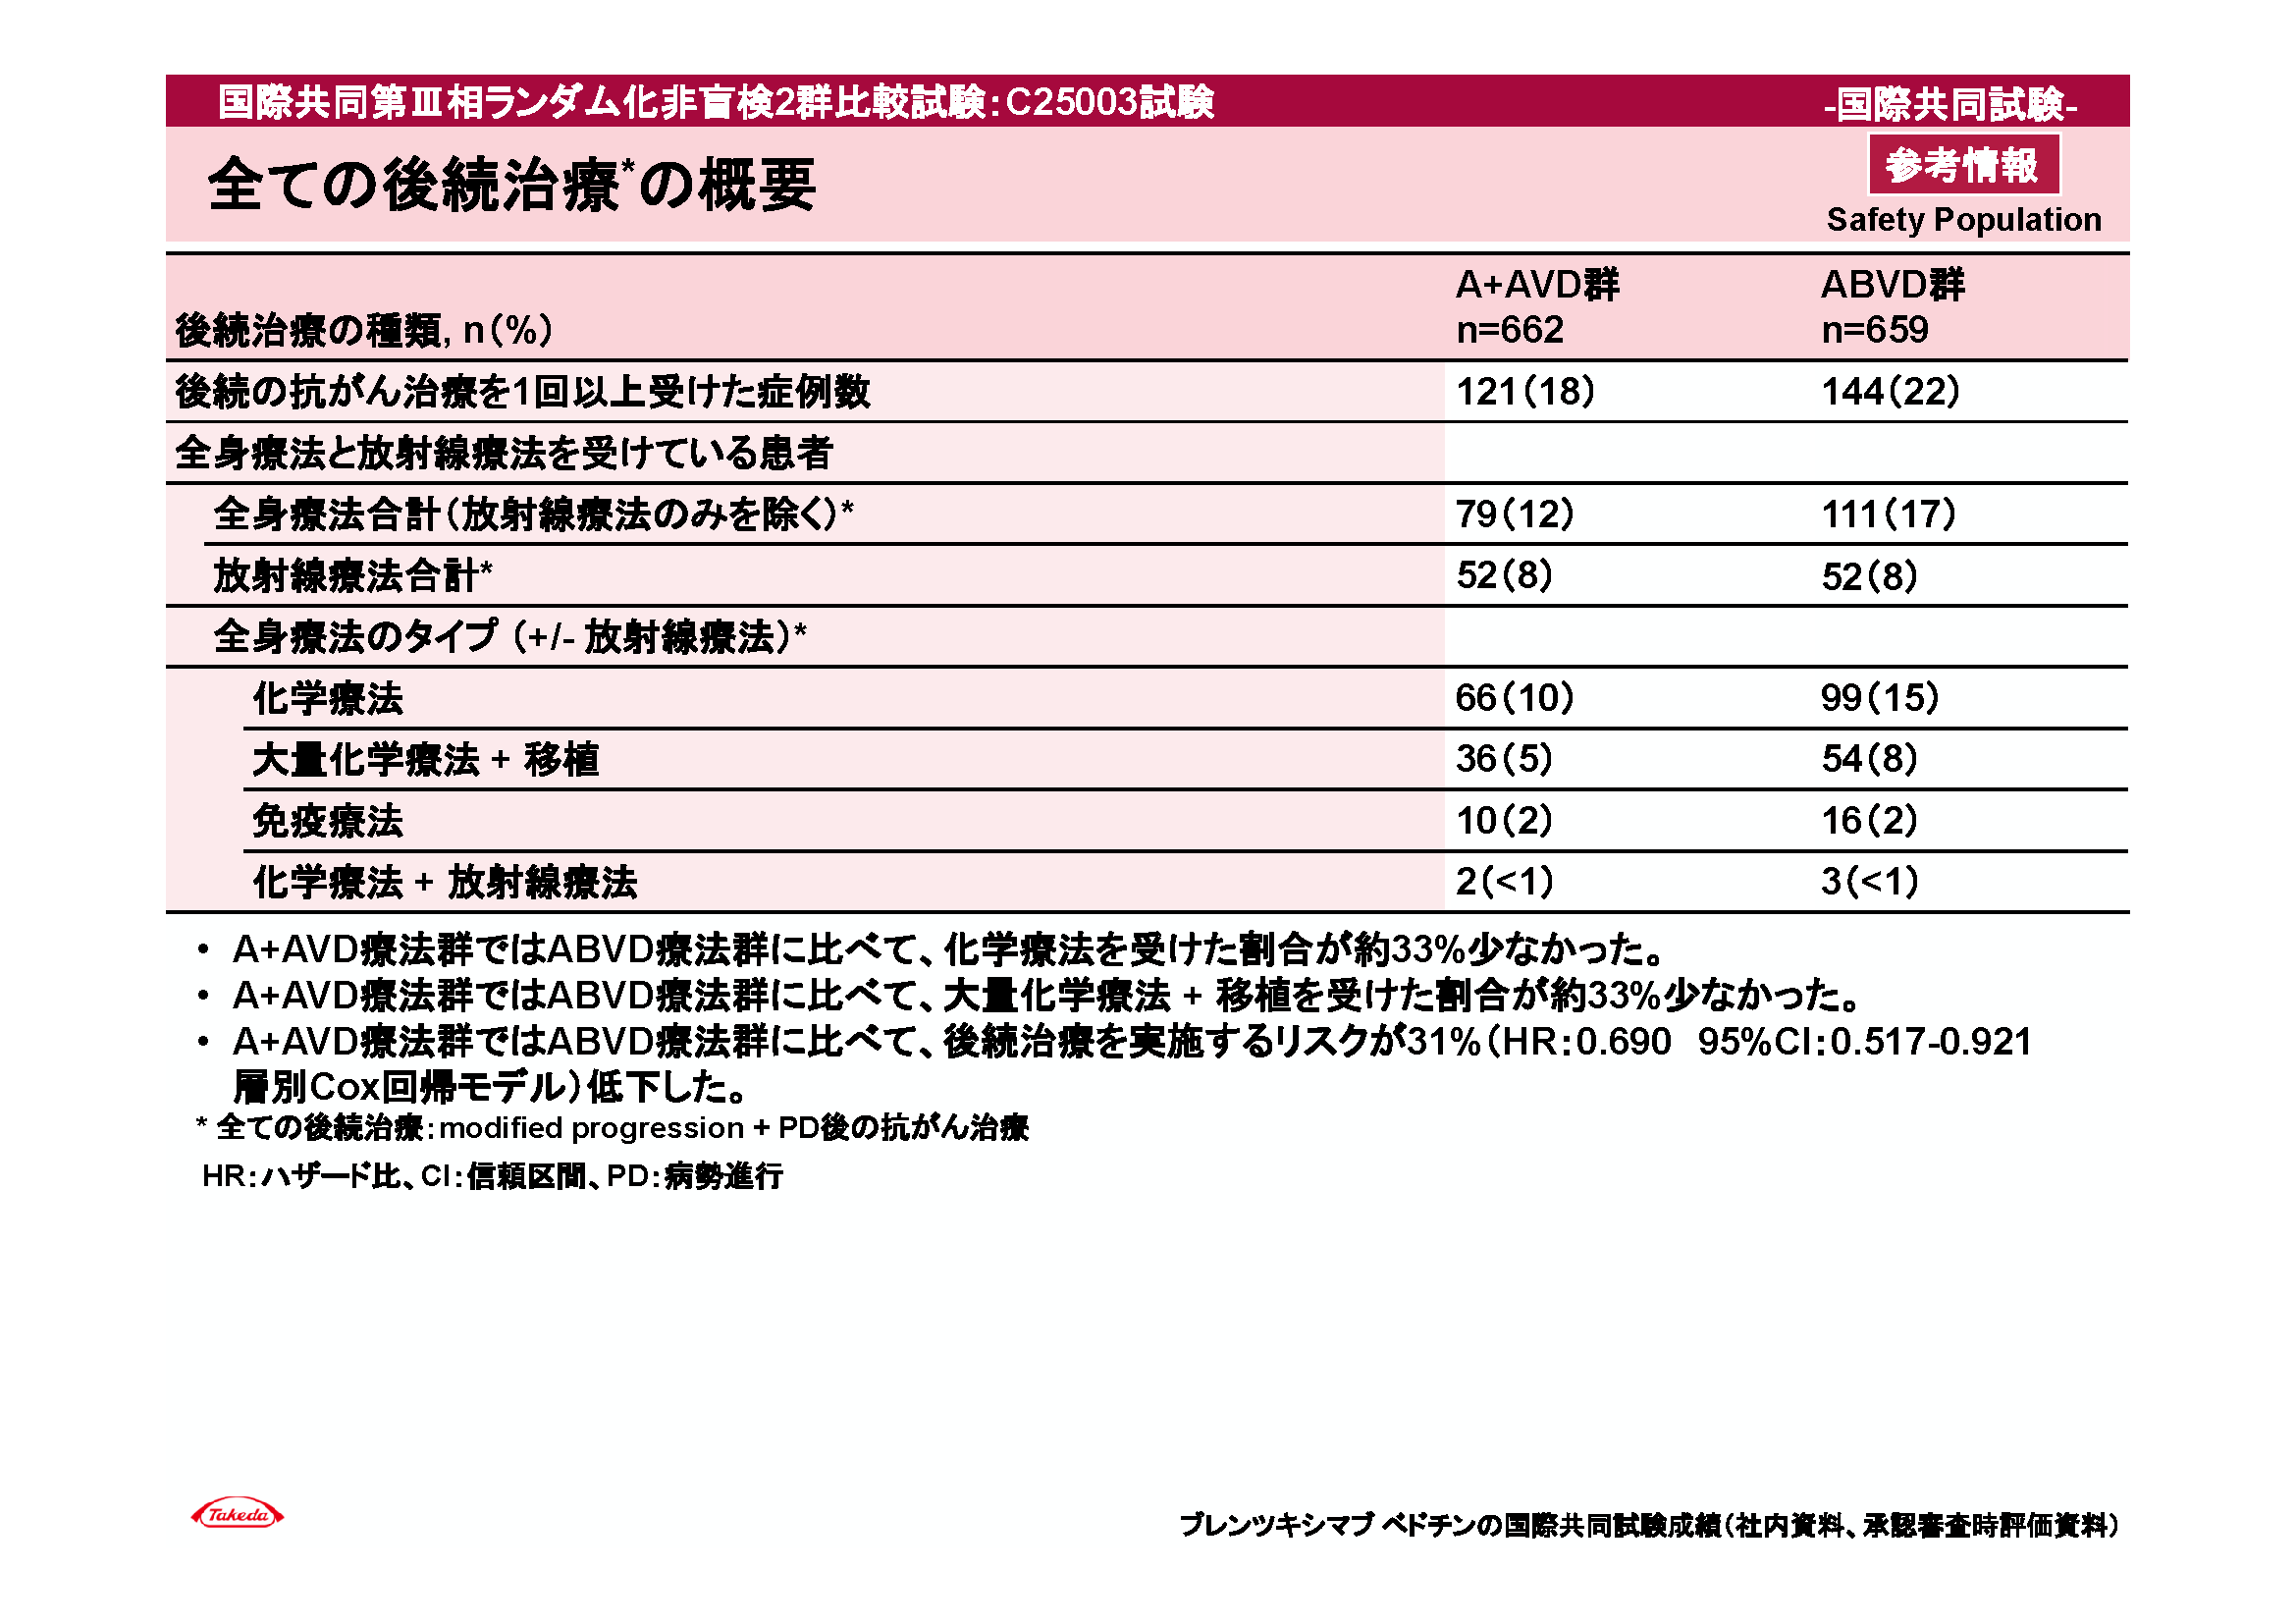 国際共同第Ⅲ相ランダム化非盲検2群比較試験：C25003試験
-国際共同試験-
全ての後続治療*の概要
参考情報
Safety Population
後続治療の種類, n（%）
A+AVD群
n=662
ABVD群
n=659
後続の抗がん治療を1回以上受けた症例数 121（18） 144（22）
全身療法と放射線療法を受けている患者
全身療法合計（放射線療法のみを除く）* 79（12） 111（17）
放射線療法合計* 52（8） 52（8）
全身療法のタイプ （+/- 放射線療法）*
化学療法 66（10） 99（15）
大量化学療法 + 移植 36（5） 54（8）
免疫療法 10（2） 16（2）
化学療法 + 放射線療法 2（<1） 3（<1）
• A+AVD療法群ではABVD療法群に比べて、化学療法を受けた割合が約33%少なかった。
• A+AVD療法群ではABVD療法群に比べて、大量化学療法 + 移植を受けた割合が約33%少なかった。
• A+AVD療法群ではABVD療法群に比べて、後続治療を実施するリスクが31%（HR：0.690　95%CI：0.517-0.921
層別Cox回帰モデル）低下した。
* 全ての後続治療：modified progression + PD後の抗がん治療
HR：ハザード比、CI：信頼区間、PD：病勢進行
Takeda
ブレンツキシマブ ベドチンの国際共同試験成績（社内資料、承認審査時評価資料）